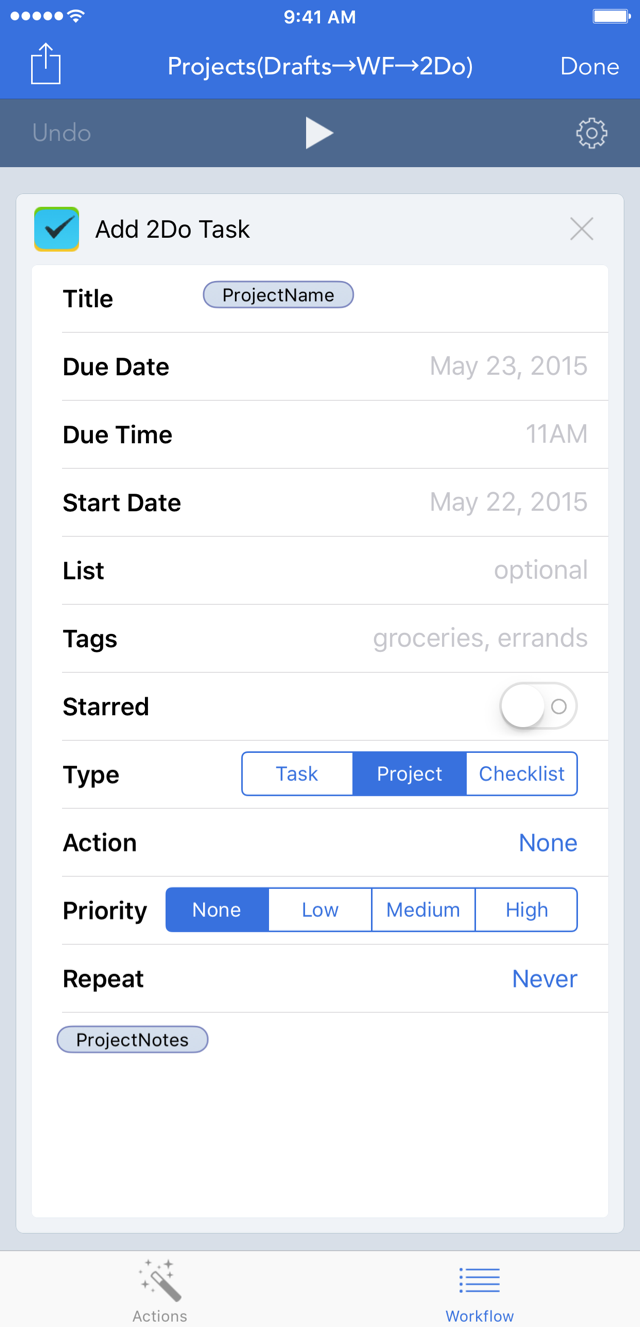 9:41 AM
Projects(Drafts→WF→2Do)
Done
Undo
Add 2Do Task
Title ProjectName
Due Date May 23, 2015
Due Time 11AM
Start Date May 22, 2015
List optional
Tags groceries, errands
Starred
Type Task Project Checklist
Action None
Priority None Low Medium High
Repeat Never
ProjectNotes
Actions Workflow